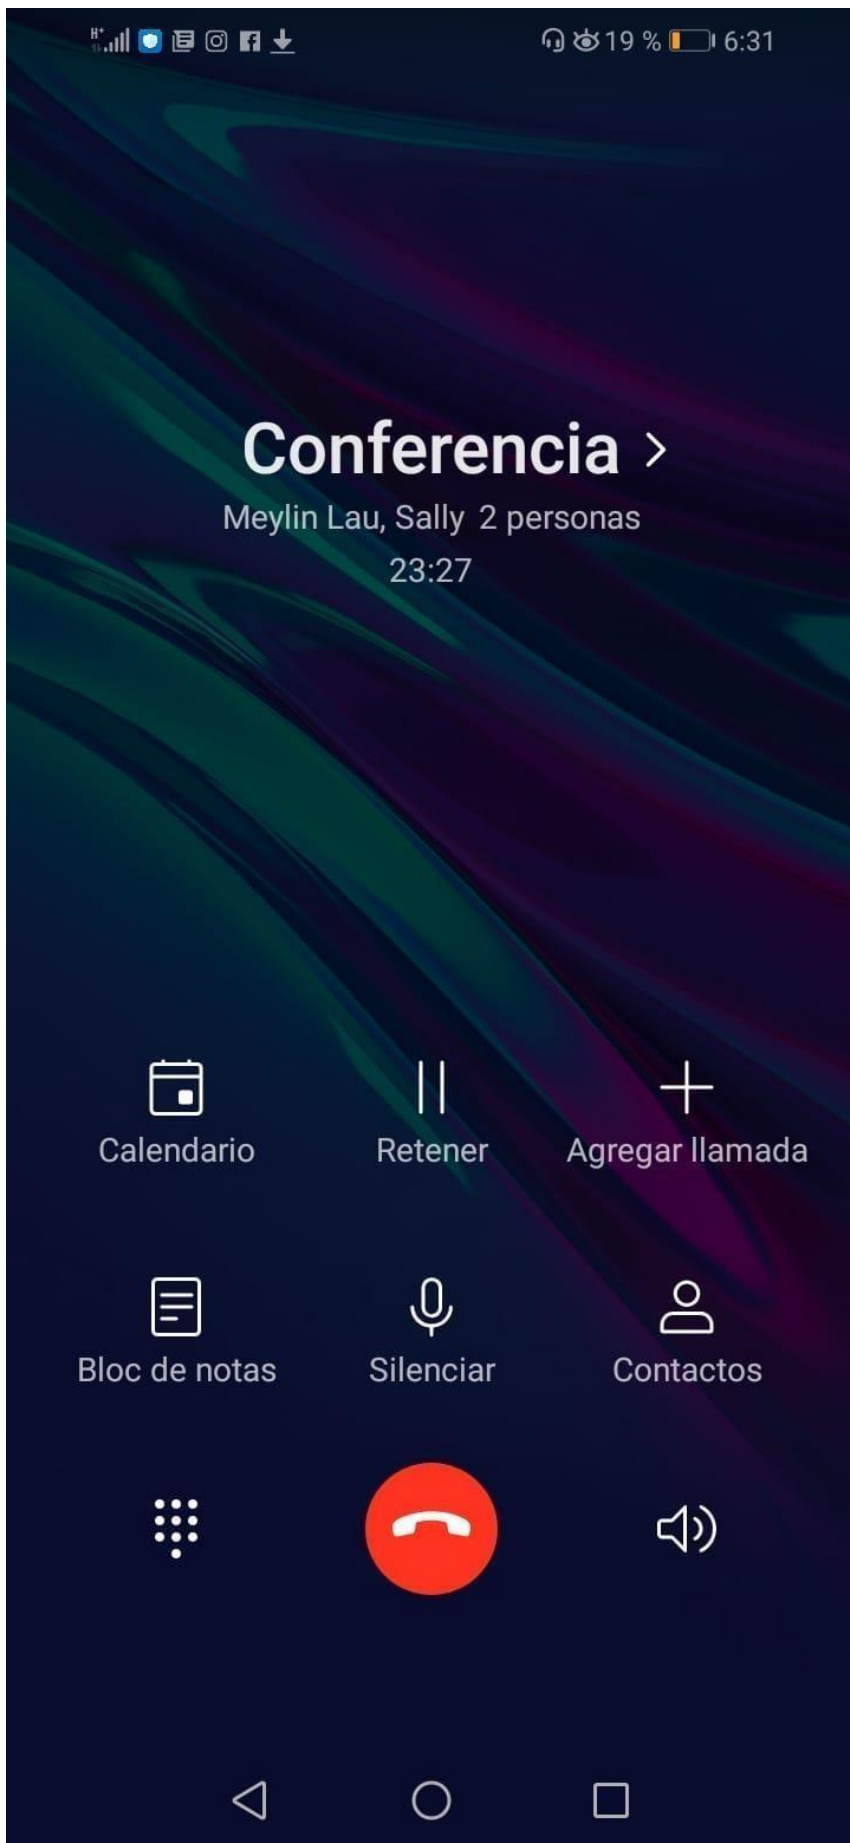 H+ 19 % 6:31
Conferencia >
Meylin Lau, Sally 2 personas
23:27
Calendario Retener Agregar llamada
Bloc de notas Silenciar Contactos